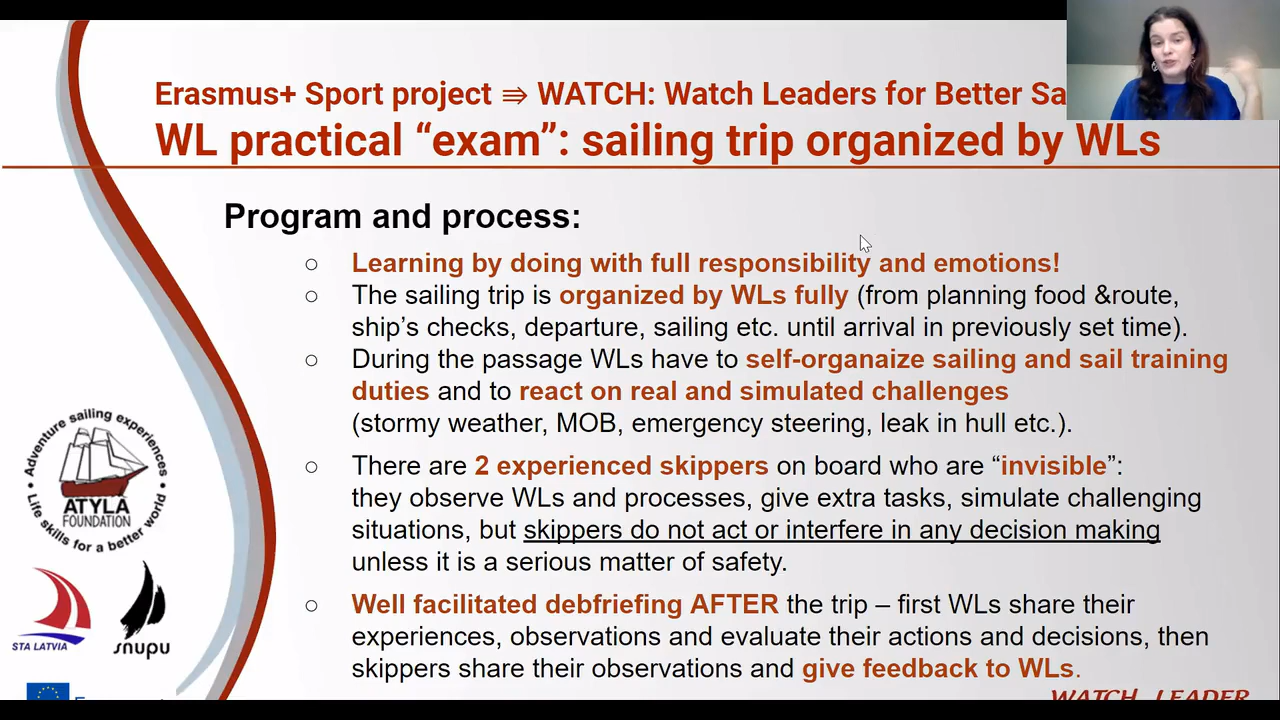 Erasmus+ Sport project ⇛ WATCH: Watch Leaders for Better Sa
WL practical “exam”: sailing trip organized by WLs
Program and process:
○ Learning by doing with full responsibility and emotions!
○ The sailing trip is organized by WLs fully (from planning food &route,
ship’s checks, departure, sailing etc. until arrival in previously set time).
○ During the passage WLs have to self-organaize sailing and sail training
duties and to react on real and simulated challenges
(stormy weather, MOB, emergency steering, leak in hull etc.).
○ There are 2 experienced skippers on board who are “invisible”:
they observe WLs and processes, give extra tasks, simulate challenging
situations, but skippers do not act or interfere in any decision making
unless it is a serious matter of safety.
○ Well facilitated debfriefing AFTER the trip – first WLs share their
experiences, observations and evaluate their actions and decisions, then
skippers share their observations and give feedback to WLs.
Adventure sailing experiences
ATYLA
FOUNDATION
Life skills for a better world
STA LATVIA
snupu
WATCH LEADER